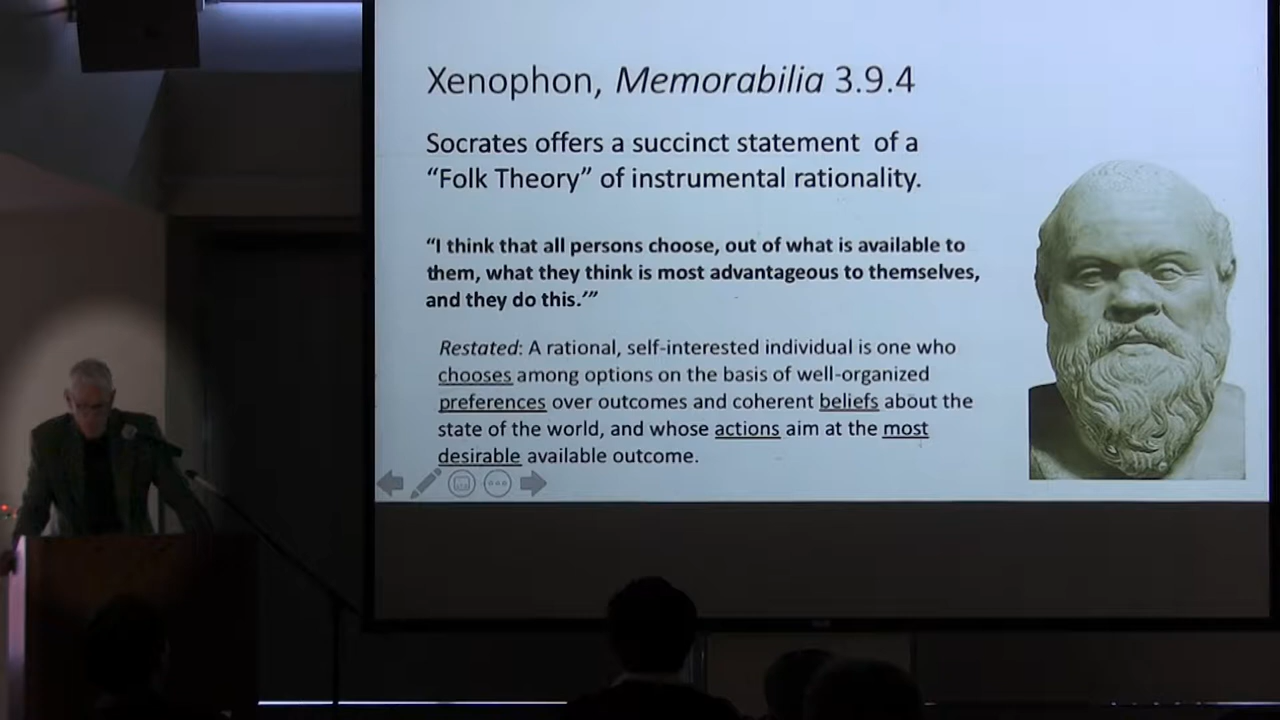 Xenophon, Memorabilia 3.9.4
Socrates offers a succinct statement of a
“Folk Theory” of instrumental rationality.
“I think that all persons choose, out of what is available to
them, what they think is most advantageous to themselves,
and they do this.’”
Restated: A rational, self-interested individual is one who
chooses among options on the basis of well-organized
preferences over outcomes and coherent beliefs about the
state of the world, and whose actions aim at the most
desirable available outcome.